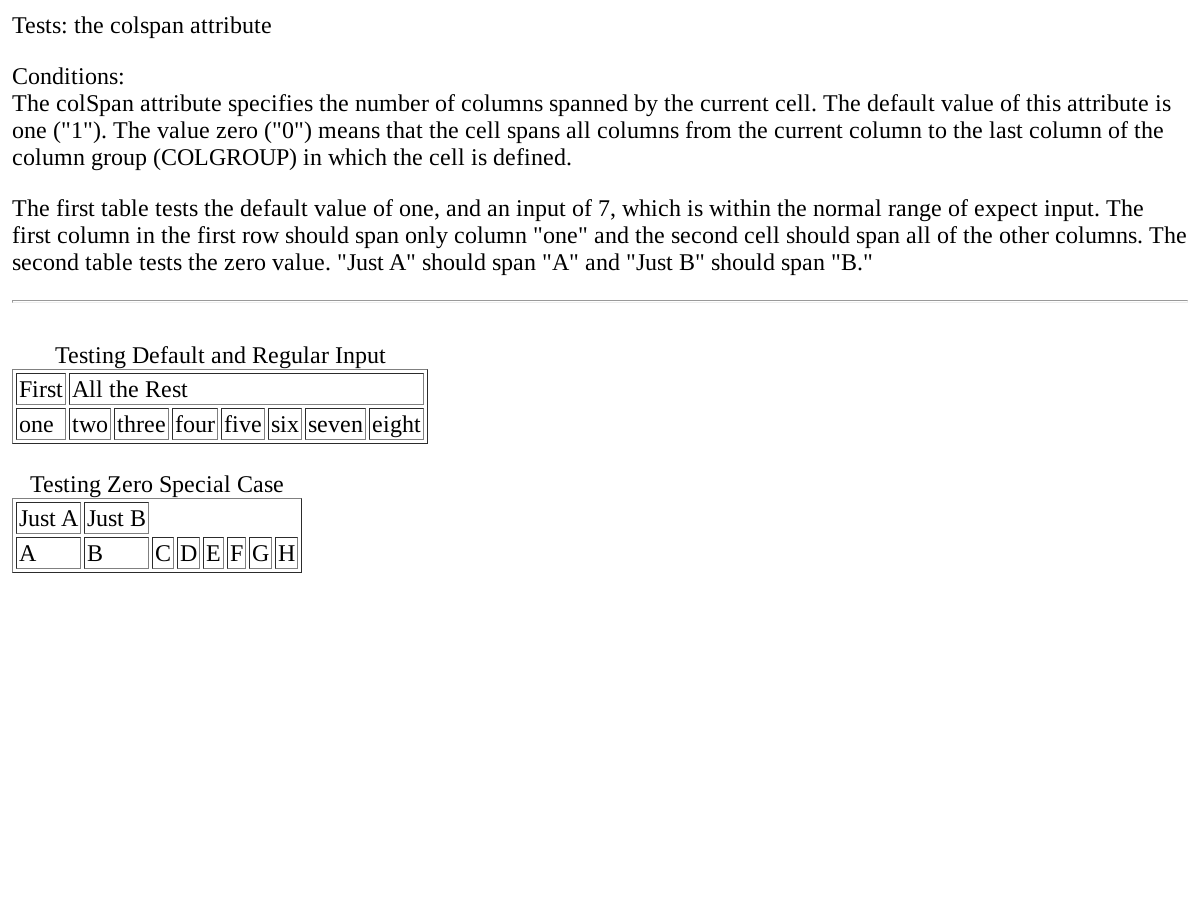 Tests: the colspan attribute
Conditions:
The colSpan attribute specifies the number of columns spanned by the current cell. The default value of this attribute is
one ("1"). The value zero ("0") means that the cell spans all columns from the current column to the last column of the
column group (COLGROUP) in which the cell is defined.
The first table tests the default value of one, and an input of 7, which is within the normal range of expect input. The
first column in the first row should span only column "one" and the second cell should span all of the other columns. The
second table tests the zero value. "Just A" should span "A" and "Just B" should span "B."
Testing Default and Regular Input
First All the Rest
one two three four five six seven eight
Testing Zero Special Case
Just A Just B
A B C D E F G H